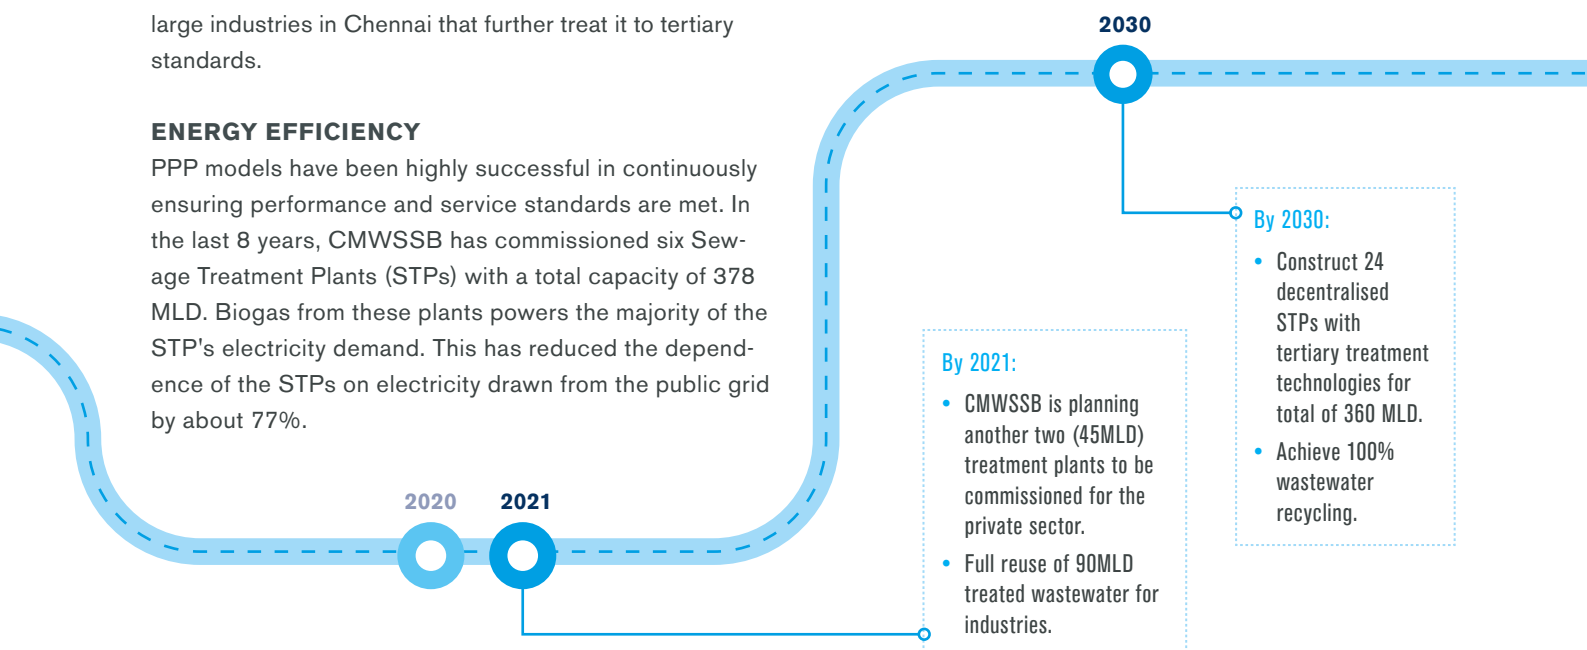 large industries in Chennai that further treat it to tertiary
standards.
ENERGY EFFICIENCY
PPP models have been highly successful in continuously
ensuring performance and service standards are met. In
the last 8 years, CMWSSB has commissioned six Sew-
age Treatment Plants (STPs) with a total capacity of 378
MLD. Biogas from these plants powers the majority of the
STP's electricity demand. This has reduced the depend-
ence of the STPs on electricity drawn from the public grid
by about 77%.
2020
2021
By 2021:
• CMWSSB is planning
another two (45MLD)
treatment plants to be
commissioned for the
private sector.
• Full reuse of 90MLD
treated wastewater for
industries.
2030
By 2030:
• Construct 24
decentralised
STPs with
tertiary treatment
technologies for
total of 360 MLD.
• Achieve 100%
wastewater
recycling.